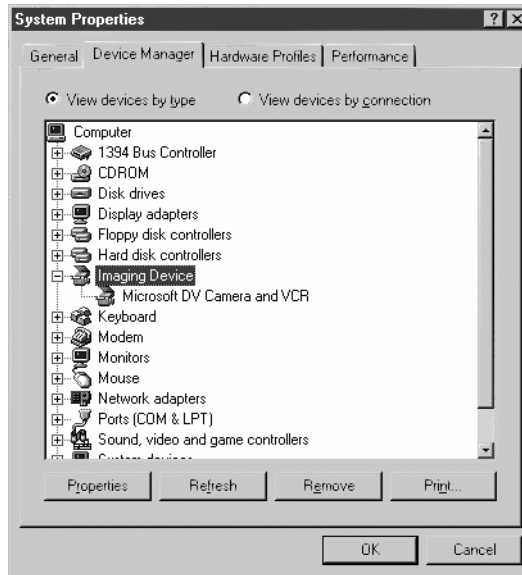 System Properties
General Device Manager Hardware Profiles Performance
View devices by type View devices by connection
Computer
1394 Bus Controller
CDROM
Disk drives
Display adapters
Floppy disk controllers
Hard disk controllers
Imaging Device
Microsoft DV Camera and VCR
Keyboard
Modem
Monitors
Mouse
Network adapters
Ports (COM & LPT)
Sound, video and game controllers
System devices
Properties Refresh Remove Print...
OK Cancel